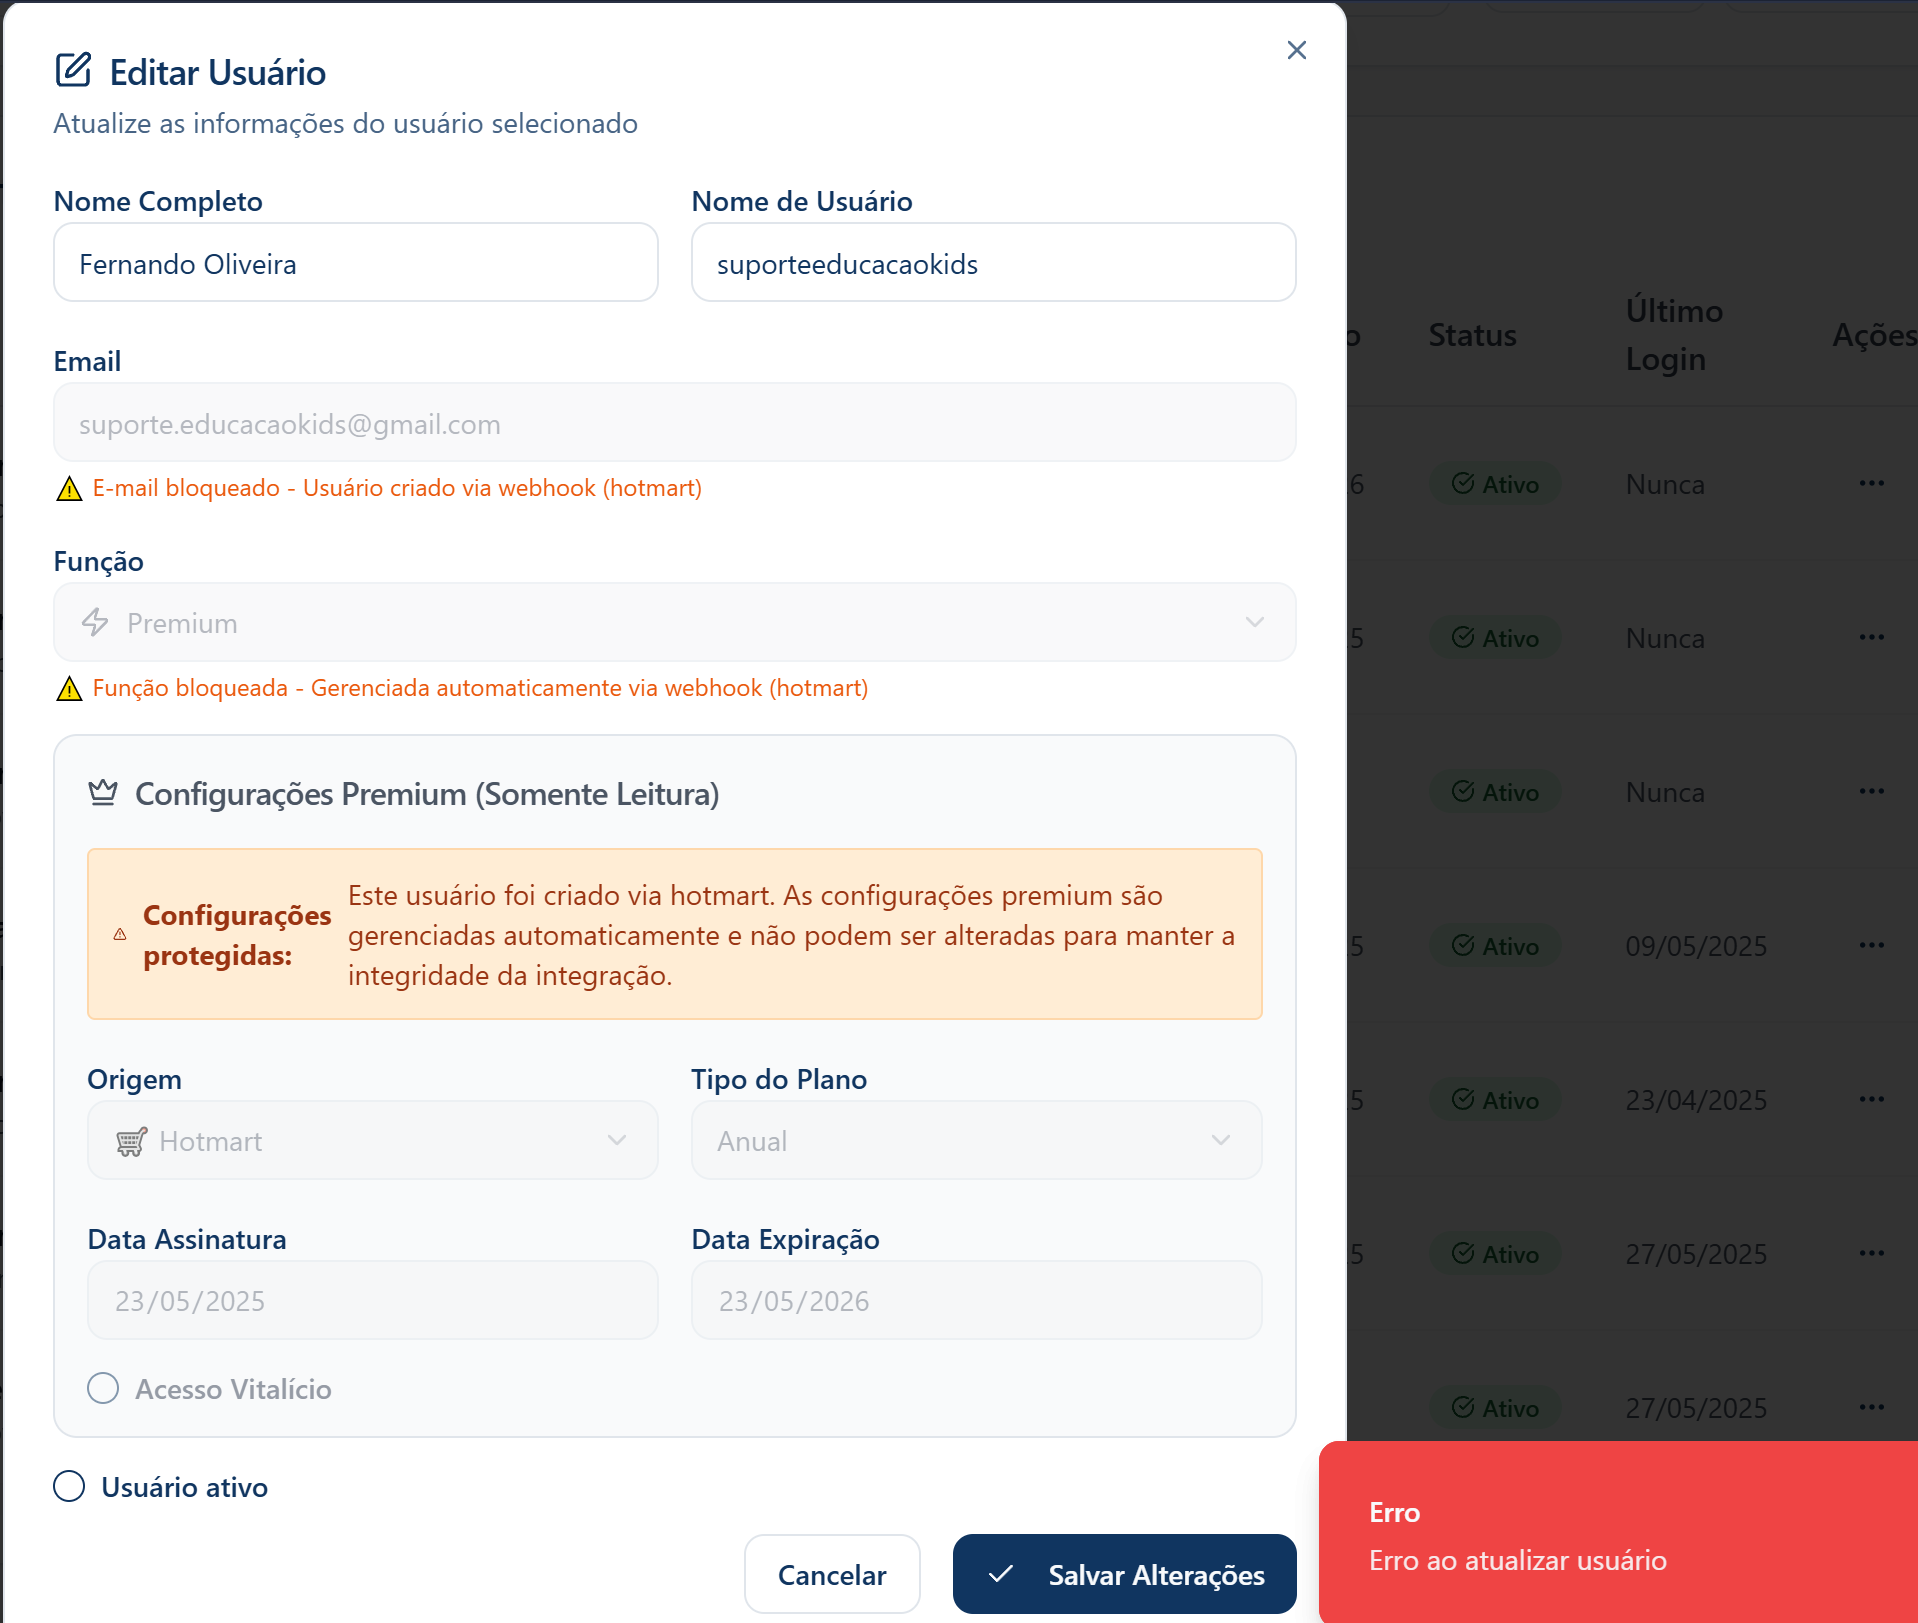 Editar Usuário
Atualize as informações do usuário selecionado
Nome Completo
Nome de Usuário
Fernando Oliveira
suporteeducacaokids
Email
suporte.educacaokids@gmail.com
E-mail bloqueado - Usuário criado via webhook (hotmart)
Função
Premium
Função bloqueada - Gerenciada automaticamente via webhook (hotmart)
Configurações Premium (Somente Leitura)
Configurações
protegidas:
Este usuário foi criado via hotmart. As configurações premium são
gerenciadas automaticamente e não podem ser alteradas para manter a
integridade da integração.
Origem
Tipo do Plano
Hotmart
Anual
Data Assinatura
Data Expiração
23/05/2025
23/05/2026
Acesso Vitalício
Usuário ativo
Cancelar
Salvar Alterações
o
Status
Último
Login
Ações
6
Ativo
Nunca
5
Ativo
Nunca
Ativo
Nunca
5
Ativo
09/05/2025
5
Ativo
23/04/2025
5
Ativo
27/05/2025
Ativo
27/05/2025
Erro
Erro ao atualizar usuário